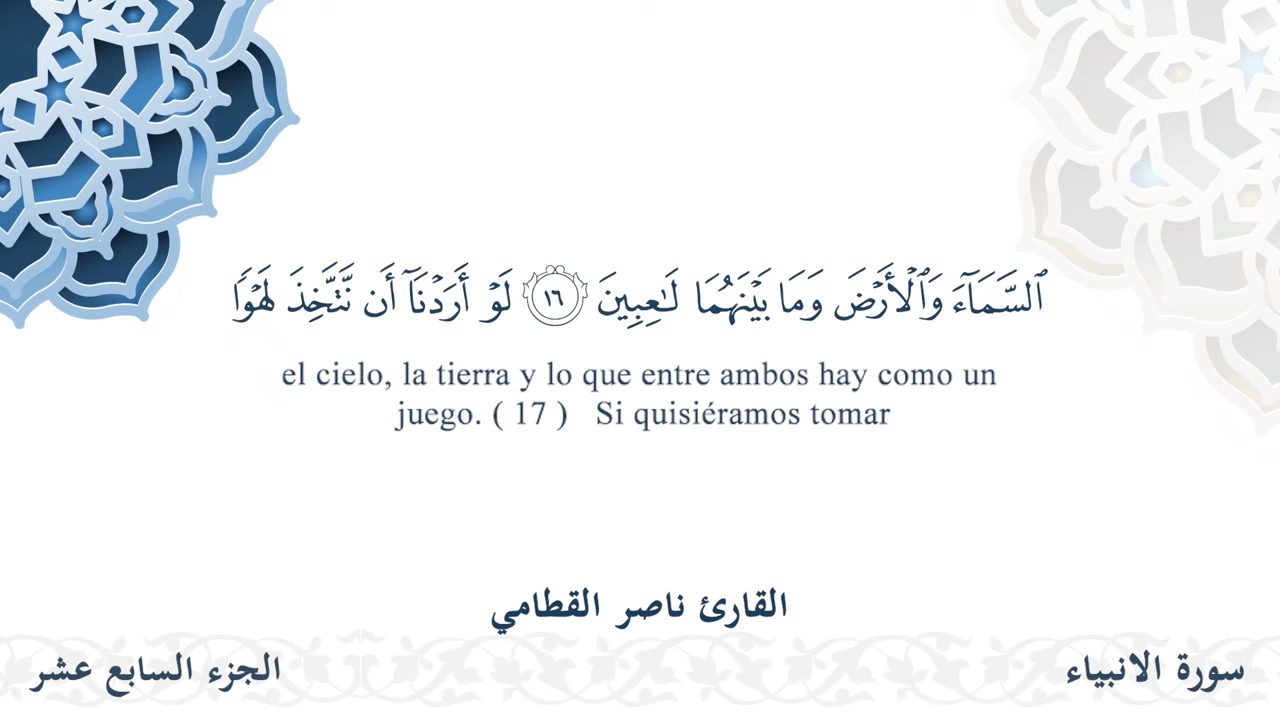 ٱلسَّمَآءَ وَٱلْأَرْضَ وَمَا بَيْنَهُمَا لَـٰعِبِينَ ١٦ لَوْ أَرَدْنَآ أَن نَّتَّخِذَ لَهْوًا
el cielo, la tierra y lo que entre ambos hay como un
juego. ( 17 ) Si quisiéramos tomar
القارئ ناصر القطامي
سورة الانبياء
الجزء السابع عشر